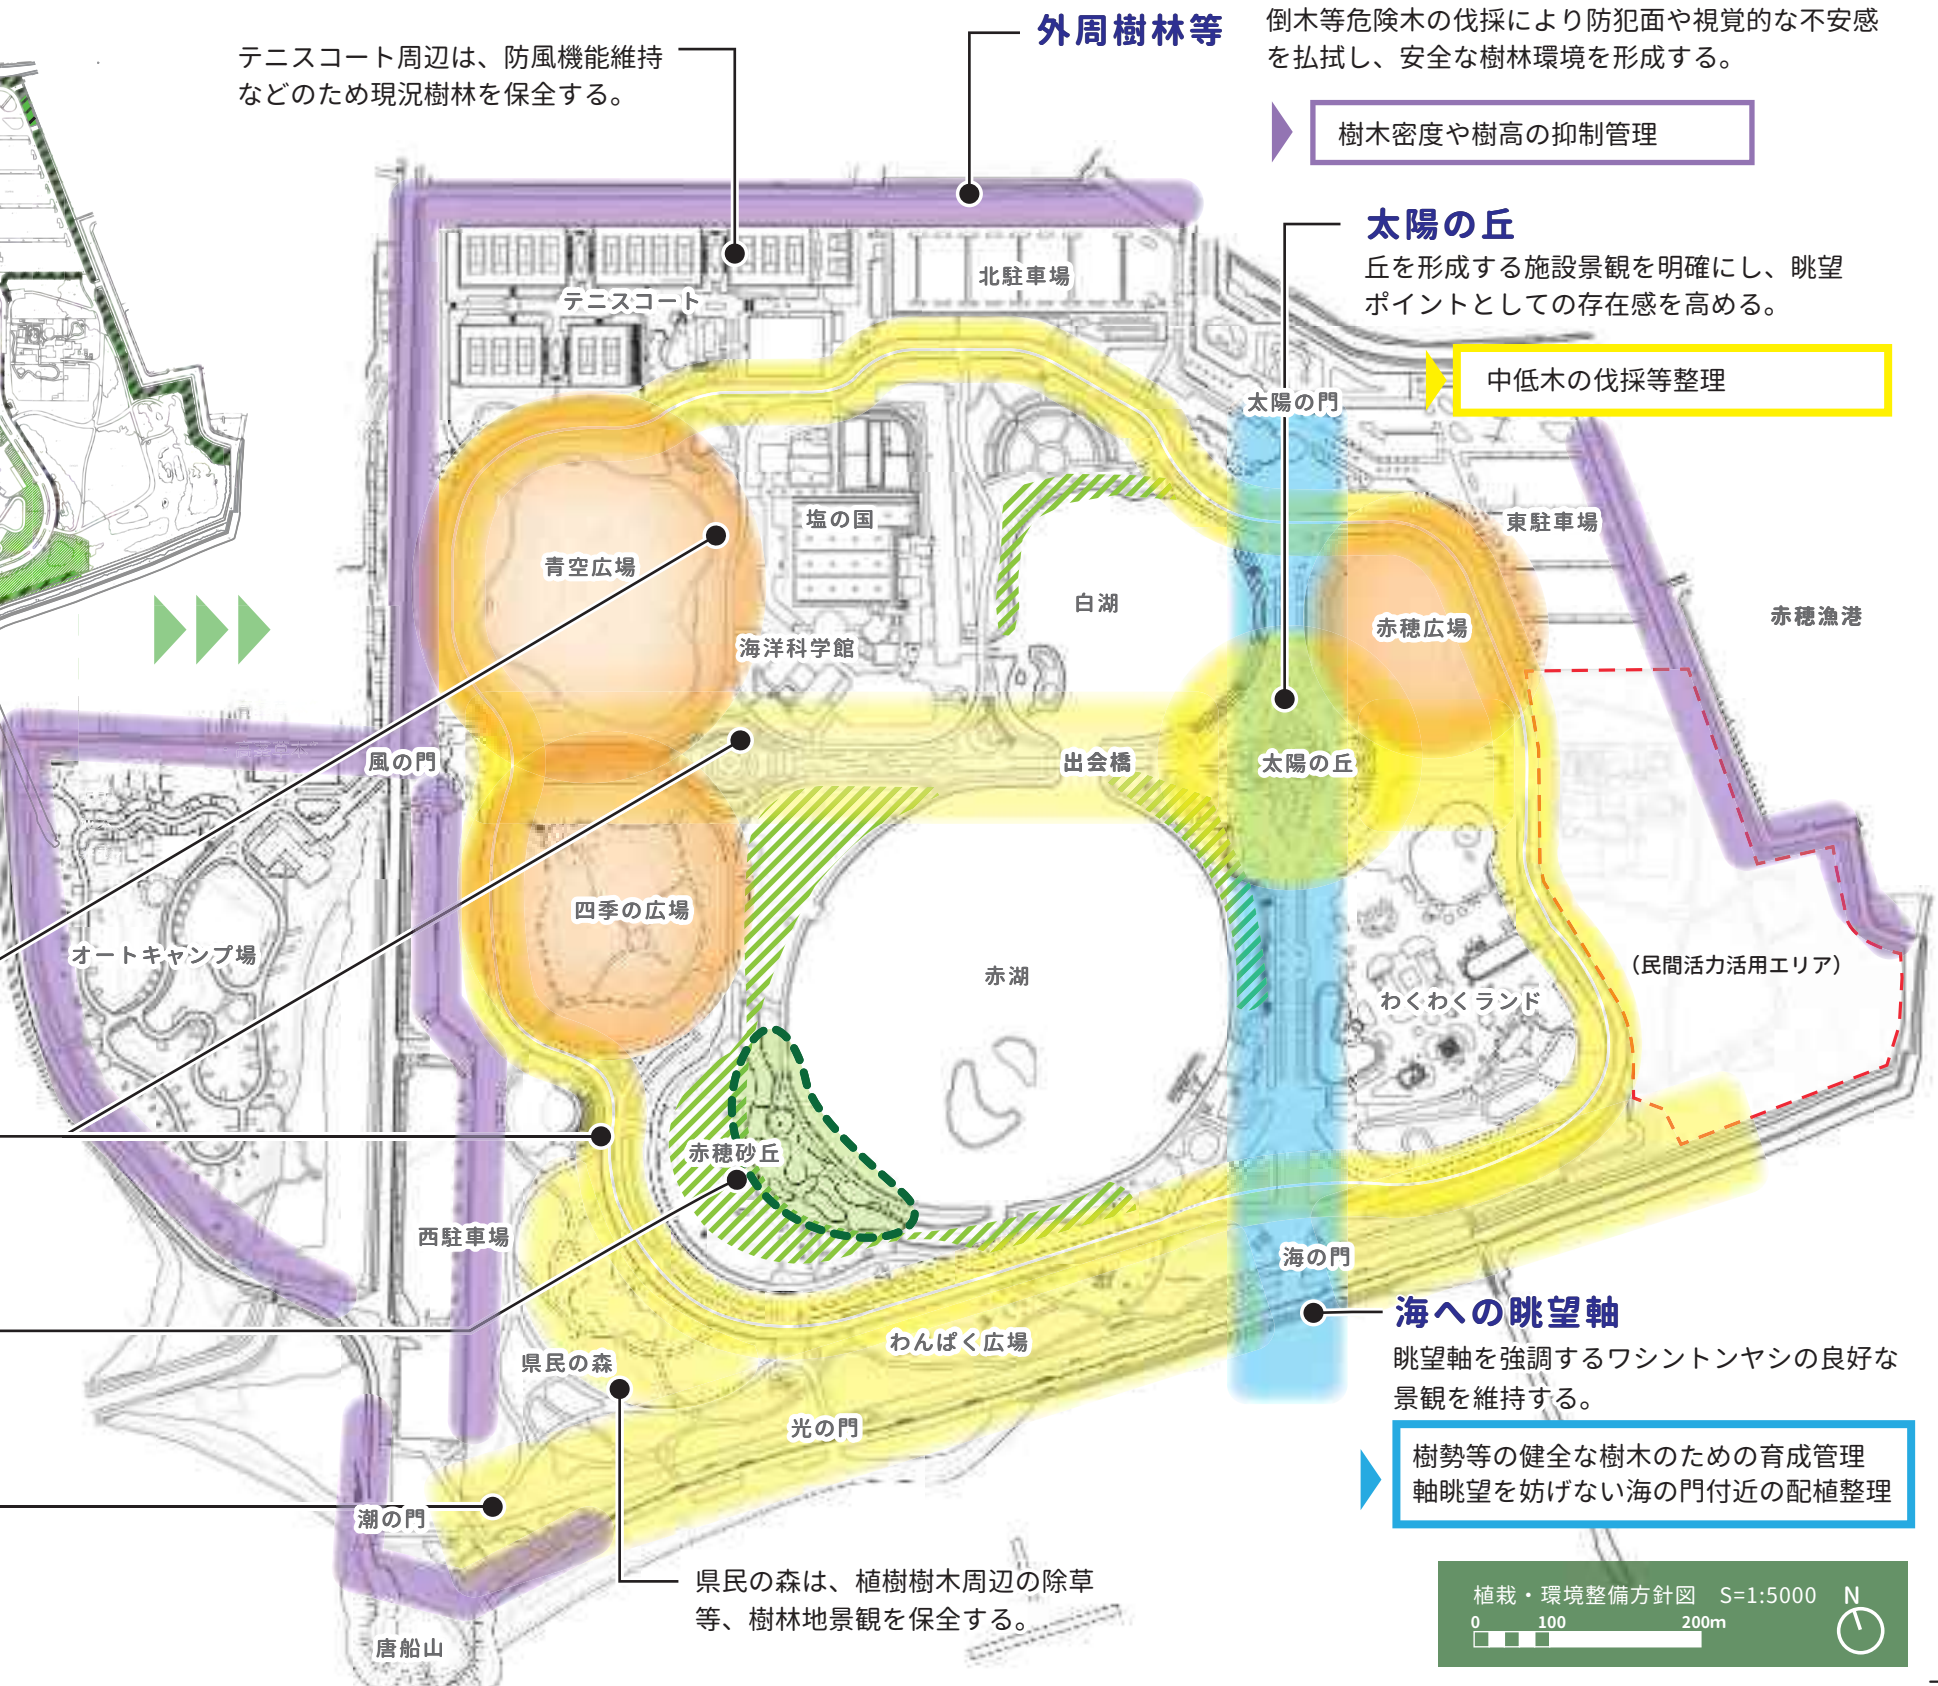 外周樹林等
倒木等危険木の伐採により防犯面や視覚的な不安感
を払拭し、安全な樹林環境を形成する。
樹木密度や樹高の抑制管理
テニスコート周辺は、防風機能維持
などのため現況樹林を保全する。
太陽の丘
丘を形成する施設景観を明確にし、眺望
ポイントとしての存在感を高める。
中低木の伐採等整理
北駐車場
テニスコート
太陽の門
塩の国
東駐車場
青空広場
白湖
赤穂広場
赤穂漁港
海洋科学館
風の門
出会橋
太陽の丘
四季の広場
オートキャンプ場
赤湖
わくわくランド
（民間活力活用エリア）
赤穂砂丘
西駐車場
海の門
わんぱく広場
県民の森
光の門
潮の門
唐船山
海への眺望軸
眺望軸を強調するワシントンヤシの良好な
景観を維持する。
樹勢等の健全な樹木のための育成管理
軸眺望を妨げない海の門付近の配植整理
県民の森は、植樹樹木周辺の除草
等、樹林地景観を保全する。
植栽・環境整備方針図　S=1:5000　N
0 100 200m